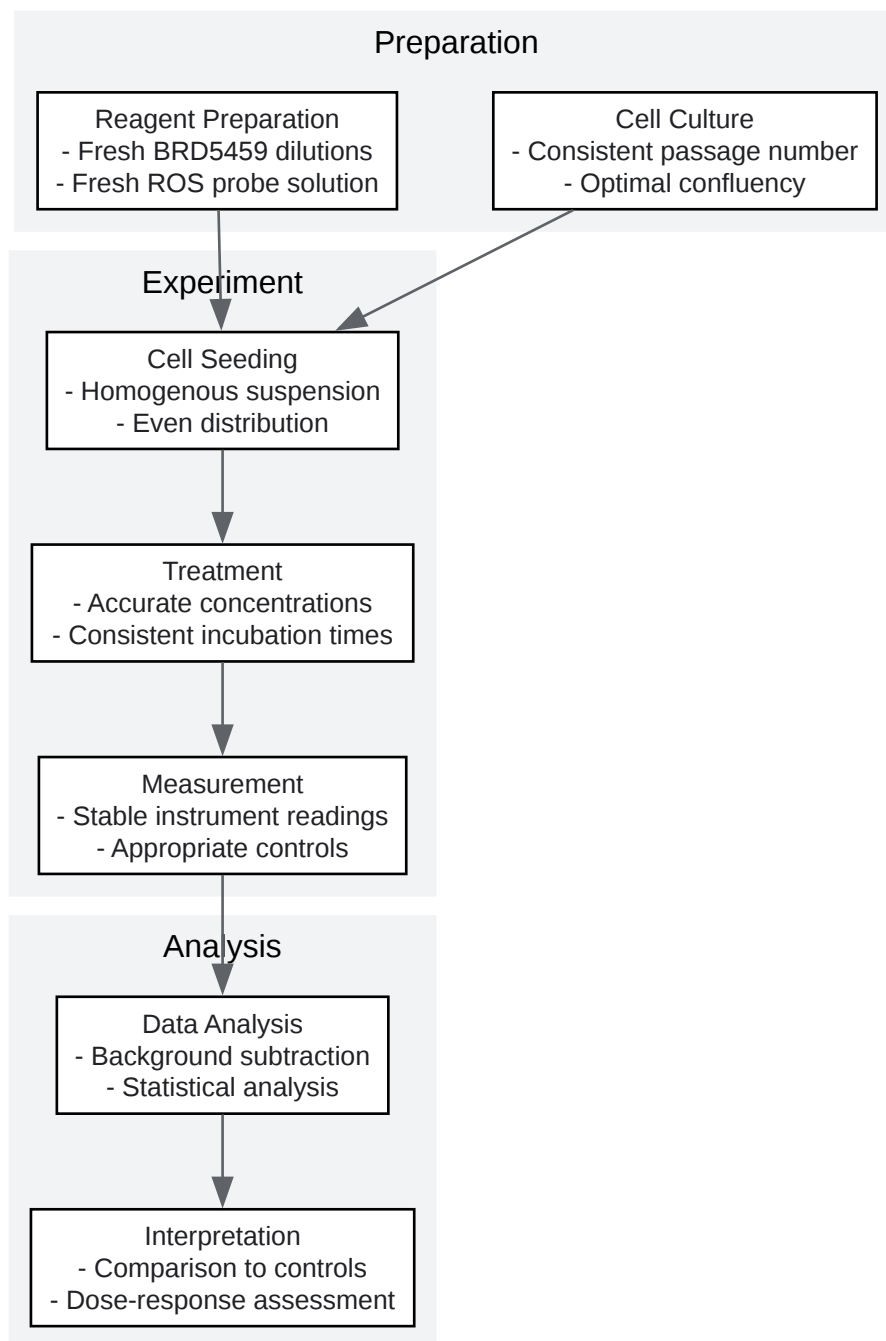 Preparation
Reagent Preparation
- Fresh BRD5459 dilutions
- Fresh ROS probe solution
Cell Culture
- Consistent passage number
- Optimal confluency
Experiment
Cell Seeding
- Homogenous suspension
- Even distribution
Treatment
- Accurate concentrations
- Consistent incubation times
Measurement
- Stable instrument readings
- Appropriate controls
Analysis
Data Analysis
- Background subtraction
- Statistical analysis
Interpretation
- Comparison to controls
- Dose-response assessment